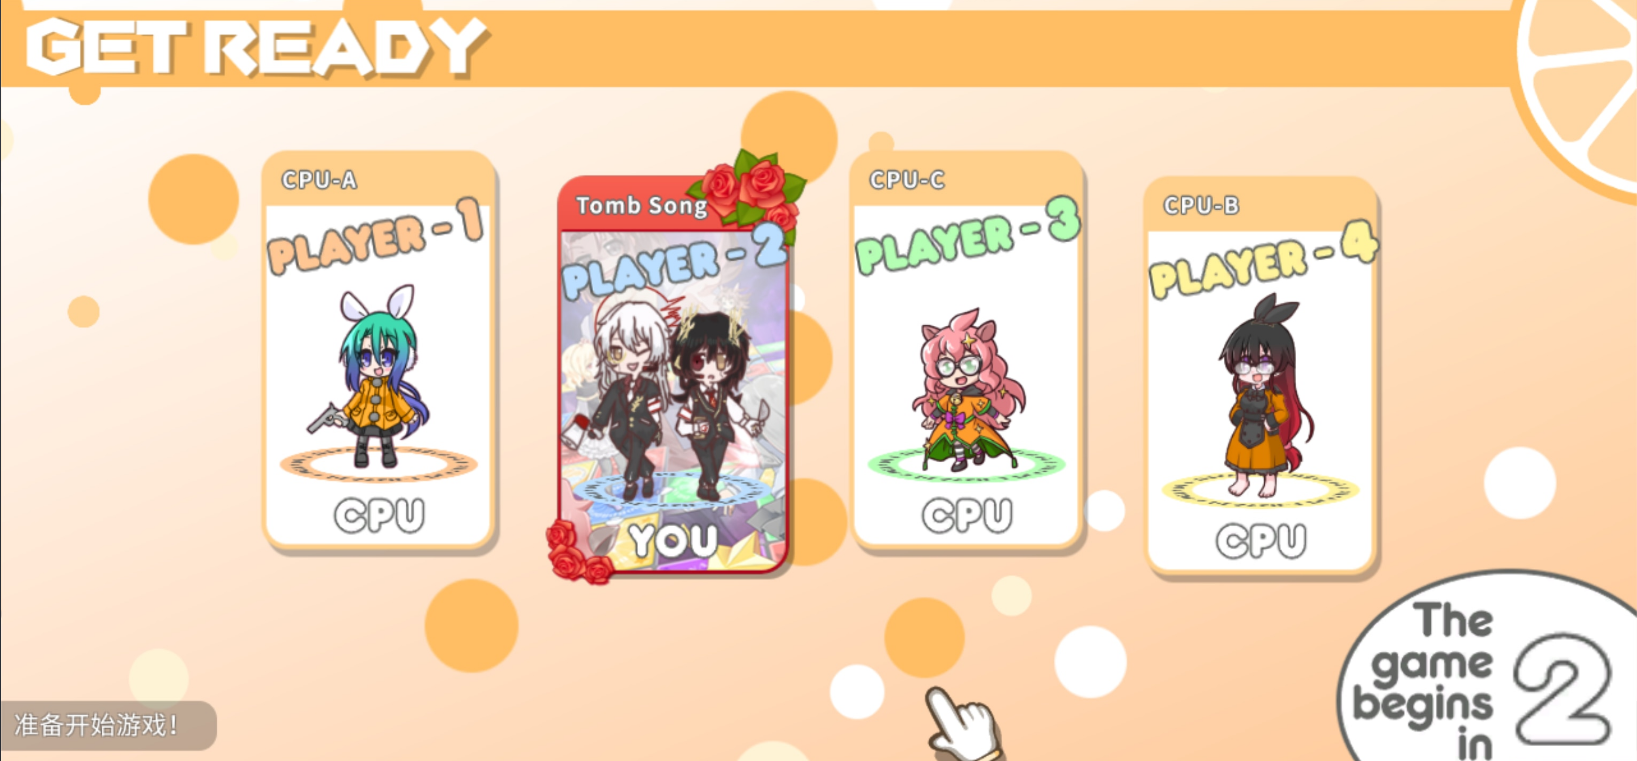 GET READY
CPU-A
PLAYER - 1
CPU
Tomb Song
PLAYER - 2
YOU
CPU-C
PLAYER - 3
CPU
CPU-B
PLAYER - 4
CPU
The
game
begins
in
2
准备开始游戏!